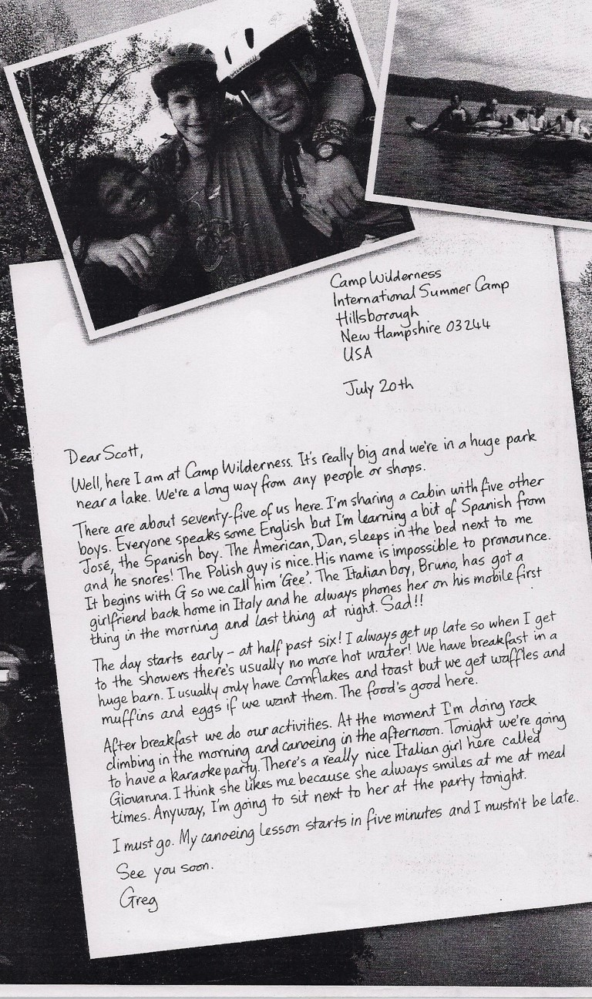 Camp Wilderness
International Summer Camp
Hillsborough
New Hampshire 03244
USA
July 20th
Dear Scott,
Well, here I am at Camp Wilderness. It's really big and we're in a huge park
near a lake. We're a long way from any people or shops.
There are about seventy-five of us here. I'm sharing a cabin with five other
boys. Everyone speaks some English but I'm learning a bit of Spanish from
José, the Spanish boy. The American, Dan, sleeps in the bed next to me
and he snores! The Polish guy is nice. His name is impossible to pronounce.
It begins with G so we call him 'Gee'. The Italian boy, Bruno, has got a
girlfriend back home in Italy and he always phones her on his mobile first
thing in the morning and last thing at night. Sad!!
The day starts early – at half past six! I always get up late so when I get
to the showers there's usually no more hot water! We have breakfast in a
huge barn. I usually only have Cornflakes and toast but we get waffles and
muffins and eggs if we want them. The food's good here.
After breakfast we do our activities. At the moment I'm doing rock
climbing in the morning and canoeing in the afternoon. Tonight we're going
to have a karaoke party. There's a really nice Italian girl here called
Giovanna. I think she likes me because she always smiles at me at meal
times. Anyway, I'm going to sit next to her at the party tonight.
I must go. My canoeing lesson starts in five minutes and I mustn't be late.
See you soon.
Greg